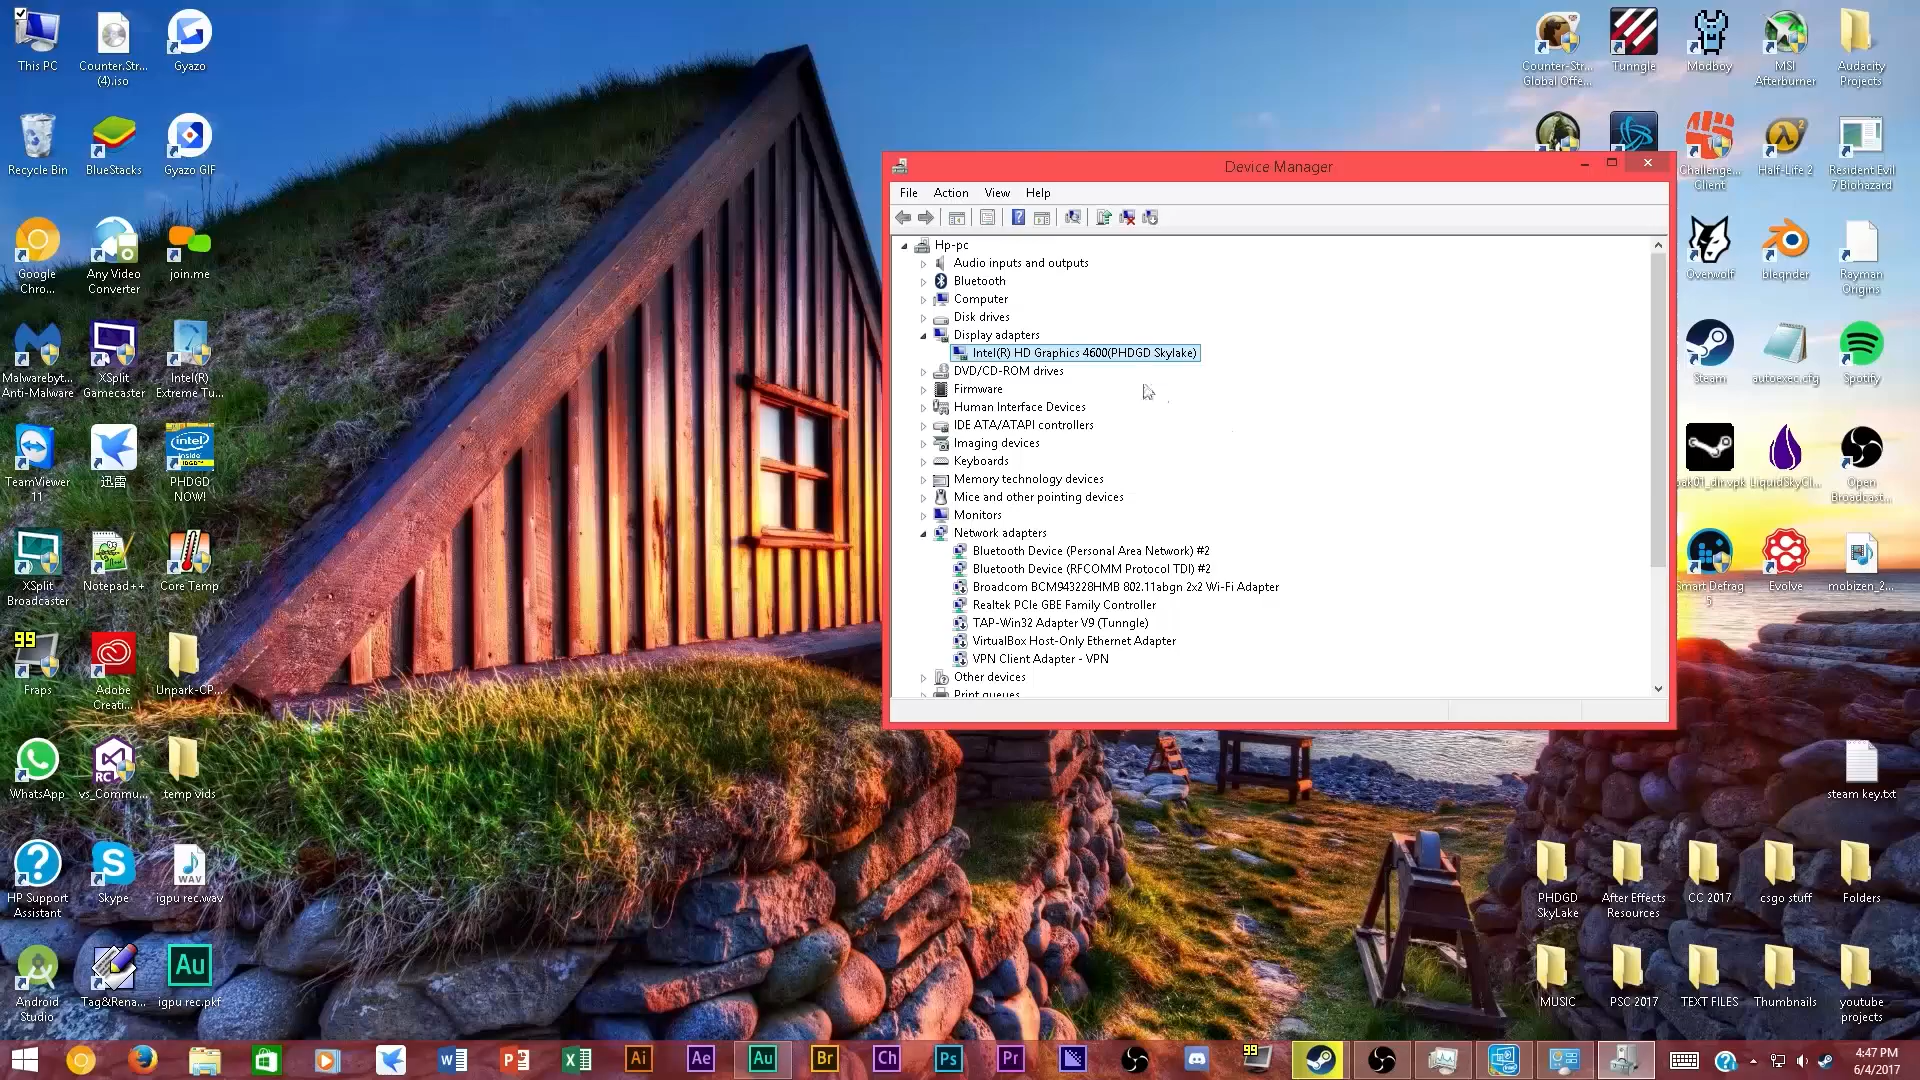 This PC
Counter.Str...
(4).iso
Gyazo
Recycle Bin
BlueStacks
Gyazo GIF
Google
Chro...
Any Video
Converter
join.me
Malwarebyt...
Anti-Malware
XSplit
Gamecaster
Intel(R)
Extreme Tu...
TeamViewer
11
迅雷
PHDGD
NOW!
XSplit
Broadcaster
Notepad++
Core Temp
99
Fraps
Adobe
Creati...
Unpark-CP...
WhatsApp
vs_Commu...
temp vids
HP Support
Assistant
Skype
WAV
igpu rec.wav
Android
Studio
Tag&Rena...
Au
igpu rec.pkf
Counter-Str...
Global Offe...
Tunngle
Modboy
MSI
Afterburner
Audacity
Projects
Challenge...
Client
Half-Life 2
Resident Evil
7 Biohazard
Overwolf
bleqnder
Rayman
Origins
Steam
autoexec.cfg
Spotify
pak01_dir.vpk
LiquidSkyCli...
Open
Broadcast...
Smart Defrag
5
Evolve
mobizen_2...
steam key.txt
PHDGD
SkyLake
After Effects
Resources
CC 2017
csgo stuff
Folders
MUSIC
PSC 2017
TEXT FILES
Thumbnails
youtube
projects
Device Manager
File Action View Help
Hp-pc
Audio inputs and outputs
Bluetooth
Computer
Disk drives
Display adapters
Intel(R) HD Graphics 4600(PHDGD Skylake)
DVD/CD-ROM drives
Firmware
Human Interface Devices
IDE ATA/ATAPI controllers
Imaging devices
Keyboards
Memory technology devices
Mice and other pointing devices
Monitors
Network adapters
Bluetooth Device (Personal Area Network) #2
Bluetooth Device (RFCOMM Protocol TDI) #2
Broadcom BCM943228HMB 802.11abgn 2x2 Wi-Fi Adapter
Realtek PCIe GBE Family Controller
TAP-Win32 Adapter V9 (Tunngle)
VirtualBox Host-Only Ethernet Adapter
VPN Client Adapter - VPN
Other devices
Print queues
Ai Ae Au Br Ch Ps Pr 99
4:47 PM
6/4/2017